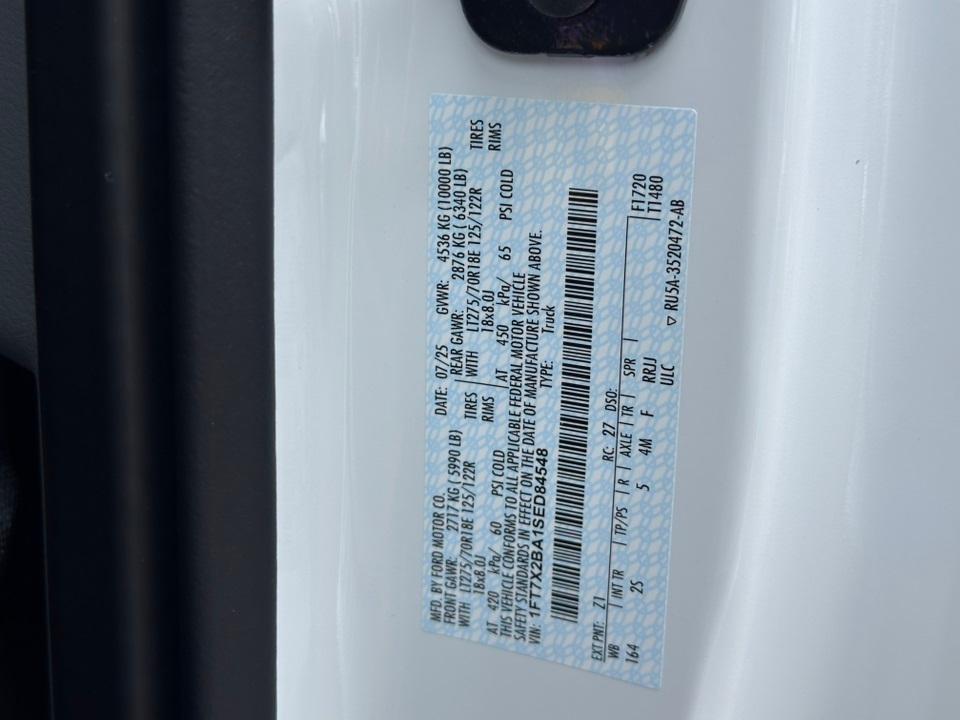 MFD. BY FORD MOTOR CO. DATE: 07/25 GVWR: 4536 KG (10000 LB)
FRONT GAWR: 2717 KG ( 5990 LB) REAR GAWR: 2876 KG ( 6340 LB)
WITH LT275/70R18E 125/122R TIRES WITH LT275/70R18E 125/122R TIRES
18x8.0J RIMS 18x8.0J RIMS
AT 420 kPa/ 60 PSI COLD AT 450 kPa/ 65 PSI COLD
THIS VEHICLE CONFORMS TO ALL APPLICABLE FEDERAL MOTOR VEHICLE
SAFETY STANDARDS IN EFFECT ON THE DATE OF MANUFACTURE SHOWN ABOVE.
VIN: 1FT7X2BA1SED84548 TYPE: Truck
EXT PNT: Z1 RC: 27 DSO:
WB INT TR TP/PS R AXLE TR SPR F1720
164 2S 5 4M F RRJJ T1480
ULC
▽ RU5A-3520472-AB